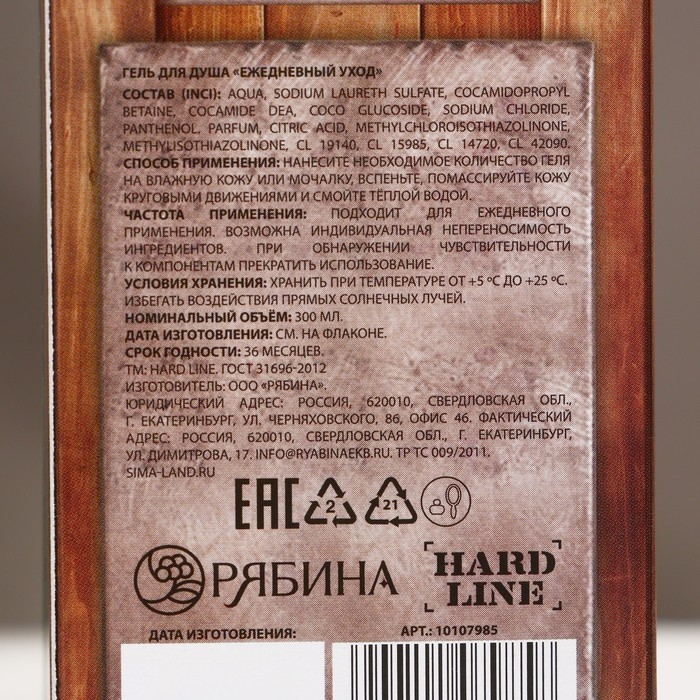 ГЕЛЬ ДЛЯ ДУША «ЕЖЕДНЕВНЫЙ УХОД»
СОСТАВ (INCI): AQUA, SODIUM LAURETH SULFATE, COCAMIDOPROPYL
BETAINE, COCAMIDE DEA, COCO GLUCOSIDE, SODIUM CHLORIDE,
PANTHENOL, PARFUM, CITRIC ACID, METHYLCHLOROISOTHIAZOLINONE,
METHYLISOTHIAZOLINONE, CL 19140, CL 15985, CL 14720, CL 42090.
СПОСОБ ПРИМЕНЕНИЯ: НАНЕСИТЕ НЕОБХОДИМОЕ КОЛИЧЕСТВО ГЕЛЯ
НА ВЛАЖНУЮ КОЖУ ИЛИ МОЧАЛКУ, ВСПЕНЬТЕ, ПОМАССИРУЙТЕ КОЖУ
КРУГОВЫМИ ДВИЖЕНИЯМИ И СМОЙТЕ ТЁПЛОЙ ВОДОЙ.
ЧАСТОТА ПРИМЕНЕНИЯ: ПОДХОДИТ ДЛЯ ЕЖЕДНЕВНОГО
ПРИМЕНЕНИЯ. ВОЗМОЖНА ИНДИВИДУАЛЬНАЯ НЕПЕРЕНОСИМОСТЬ
ИНГРЕДИЕНТОВ. ПРИ ОБНАРУЖЕНИИ ЧУВСТВИТЕЛЬНОСТИ
К КОМПОНЕНТАМ ПРЕКРАТИТЬ ИСПОЛЬЗОВАНИЕ.
УСЛОВИЯ ХРАНЕНИЯ: ХРАНИТЬ ПРИ ТЕМПЕРАТУРЕ ОТ +5 ºС ДО +25 ºС.
ИЗБЕГАТЬ ВОЗДЕЙСТВИЯ ПРЯМЫХ СОЛНЕЧНЫХ ЛУЧЕЙ.
НОМИНАЛЬНЫЙ ОБЪЁМ: 300 МЛ.
ДАТА ИЗГОТОВЛЕНИЯ: СМ. НА ФЛАКОНЕ.
СРОК ГОДНОСТИ: 36 МЕСЯЦЕВ.
ТМ: HARD LINE. ГОСТ 31696-2012
ИЗГОТОВИТЕЛЬ: ООО «РЯБИНА».
ЮРИДИЧЕСКИЙ АДРЕС: РОССИЯ, 620010, СВЕРДЛОВСКАЯ ОБЛ.,
Г. ЕКАТЕРИНБУРГ, УЛ. ЧЕРНЯХОВСКОГО, 86, ОФИС 46. ФАКТИЧЕСКИЙ
АДРЕС: РОССИЯ, 620010, СВЕРДЛОВСКАЯ ОБЛ., Г. ЕКАТЕРИНБУРГ,
УЛ. ДИМИТРОВА, 17. INFO@RYABINAEKB.RU. ТР ТС 009/2011.
SIMA-LAND.RU
ЕАС 2 21
РЯБИНА
HARD
LINE
ДАТА ИЗГОТОВЛЕНИЯ:
АРТ.: 10107985